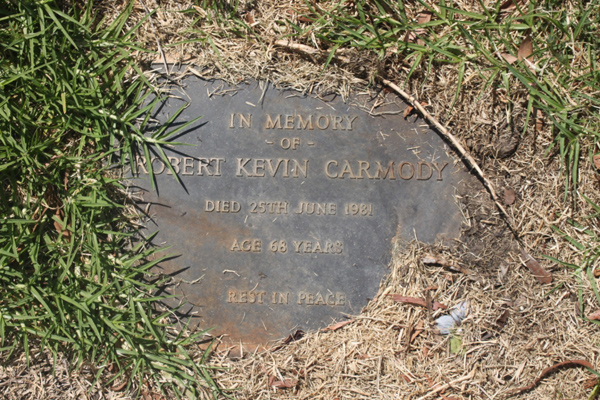 IN MEMORY
- OF -
ROBERT KEVIN CARMODY
DIED 25TH JUNE 1981
AGE 68 YEARS
REST IN PEACE